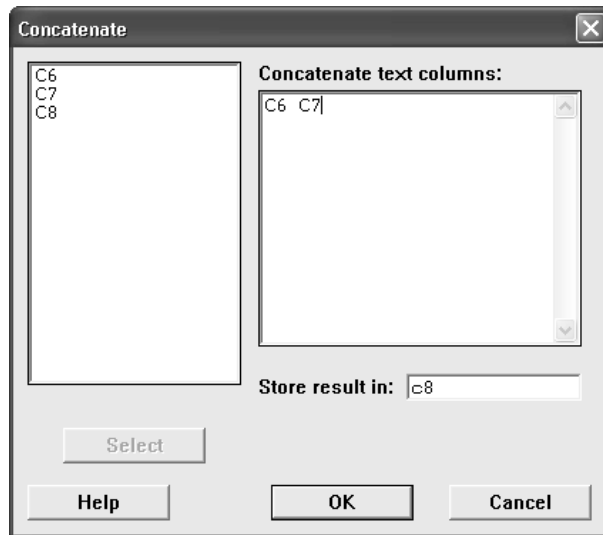 Concatenate
C6
C7
C8
Concatenate text columns:
C6 C7
Store result in: c8
Select
Help
OK
Cancel